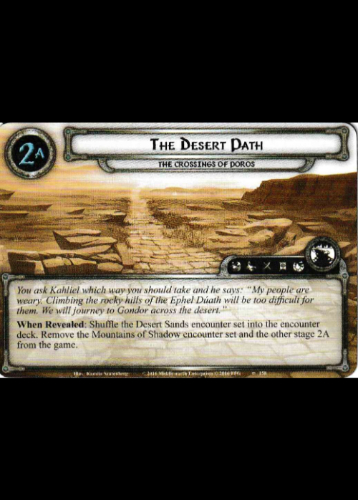 2A
THE DESERT PATH
THE CROSSINGS OF POROS
You ask Kahliel which way you should take and he says: “My people are
weary. Climbing the rocky hills of the Ephel Dúath will be too difficult for
them. We will journey to Gondor across the desert.”
When Revealed: Shuffle the Desert Sands encounter set into the encounter
deck. Remove the Mountains of Shadow encounter set and the other stage 2A
from the game.